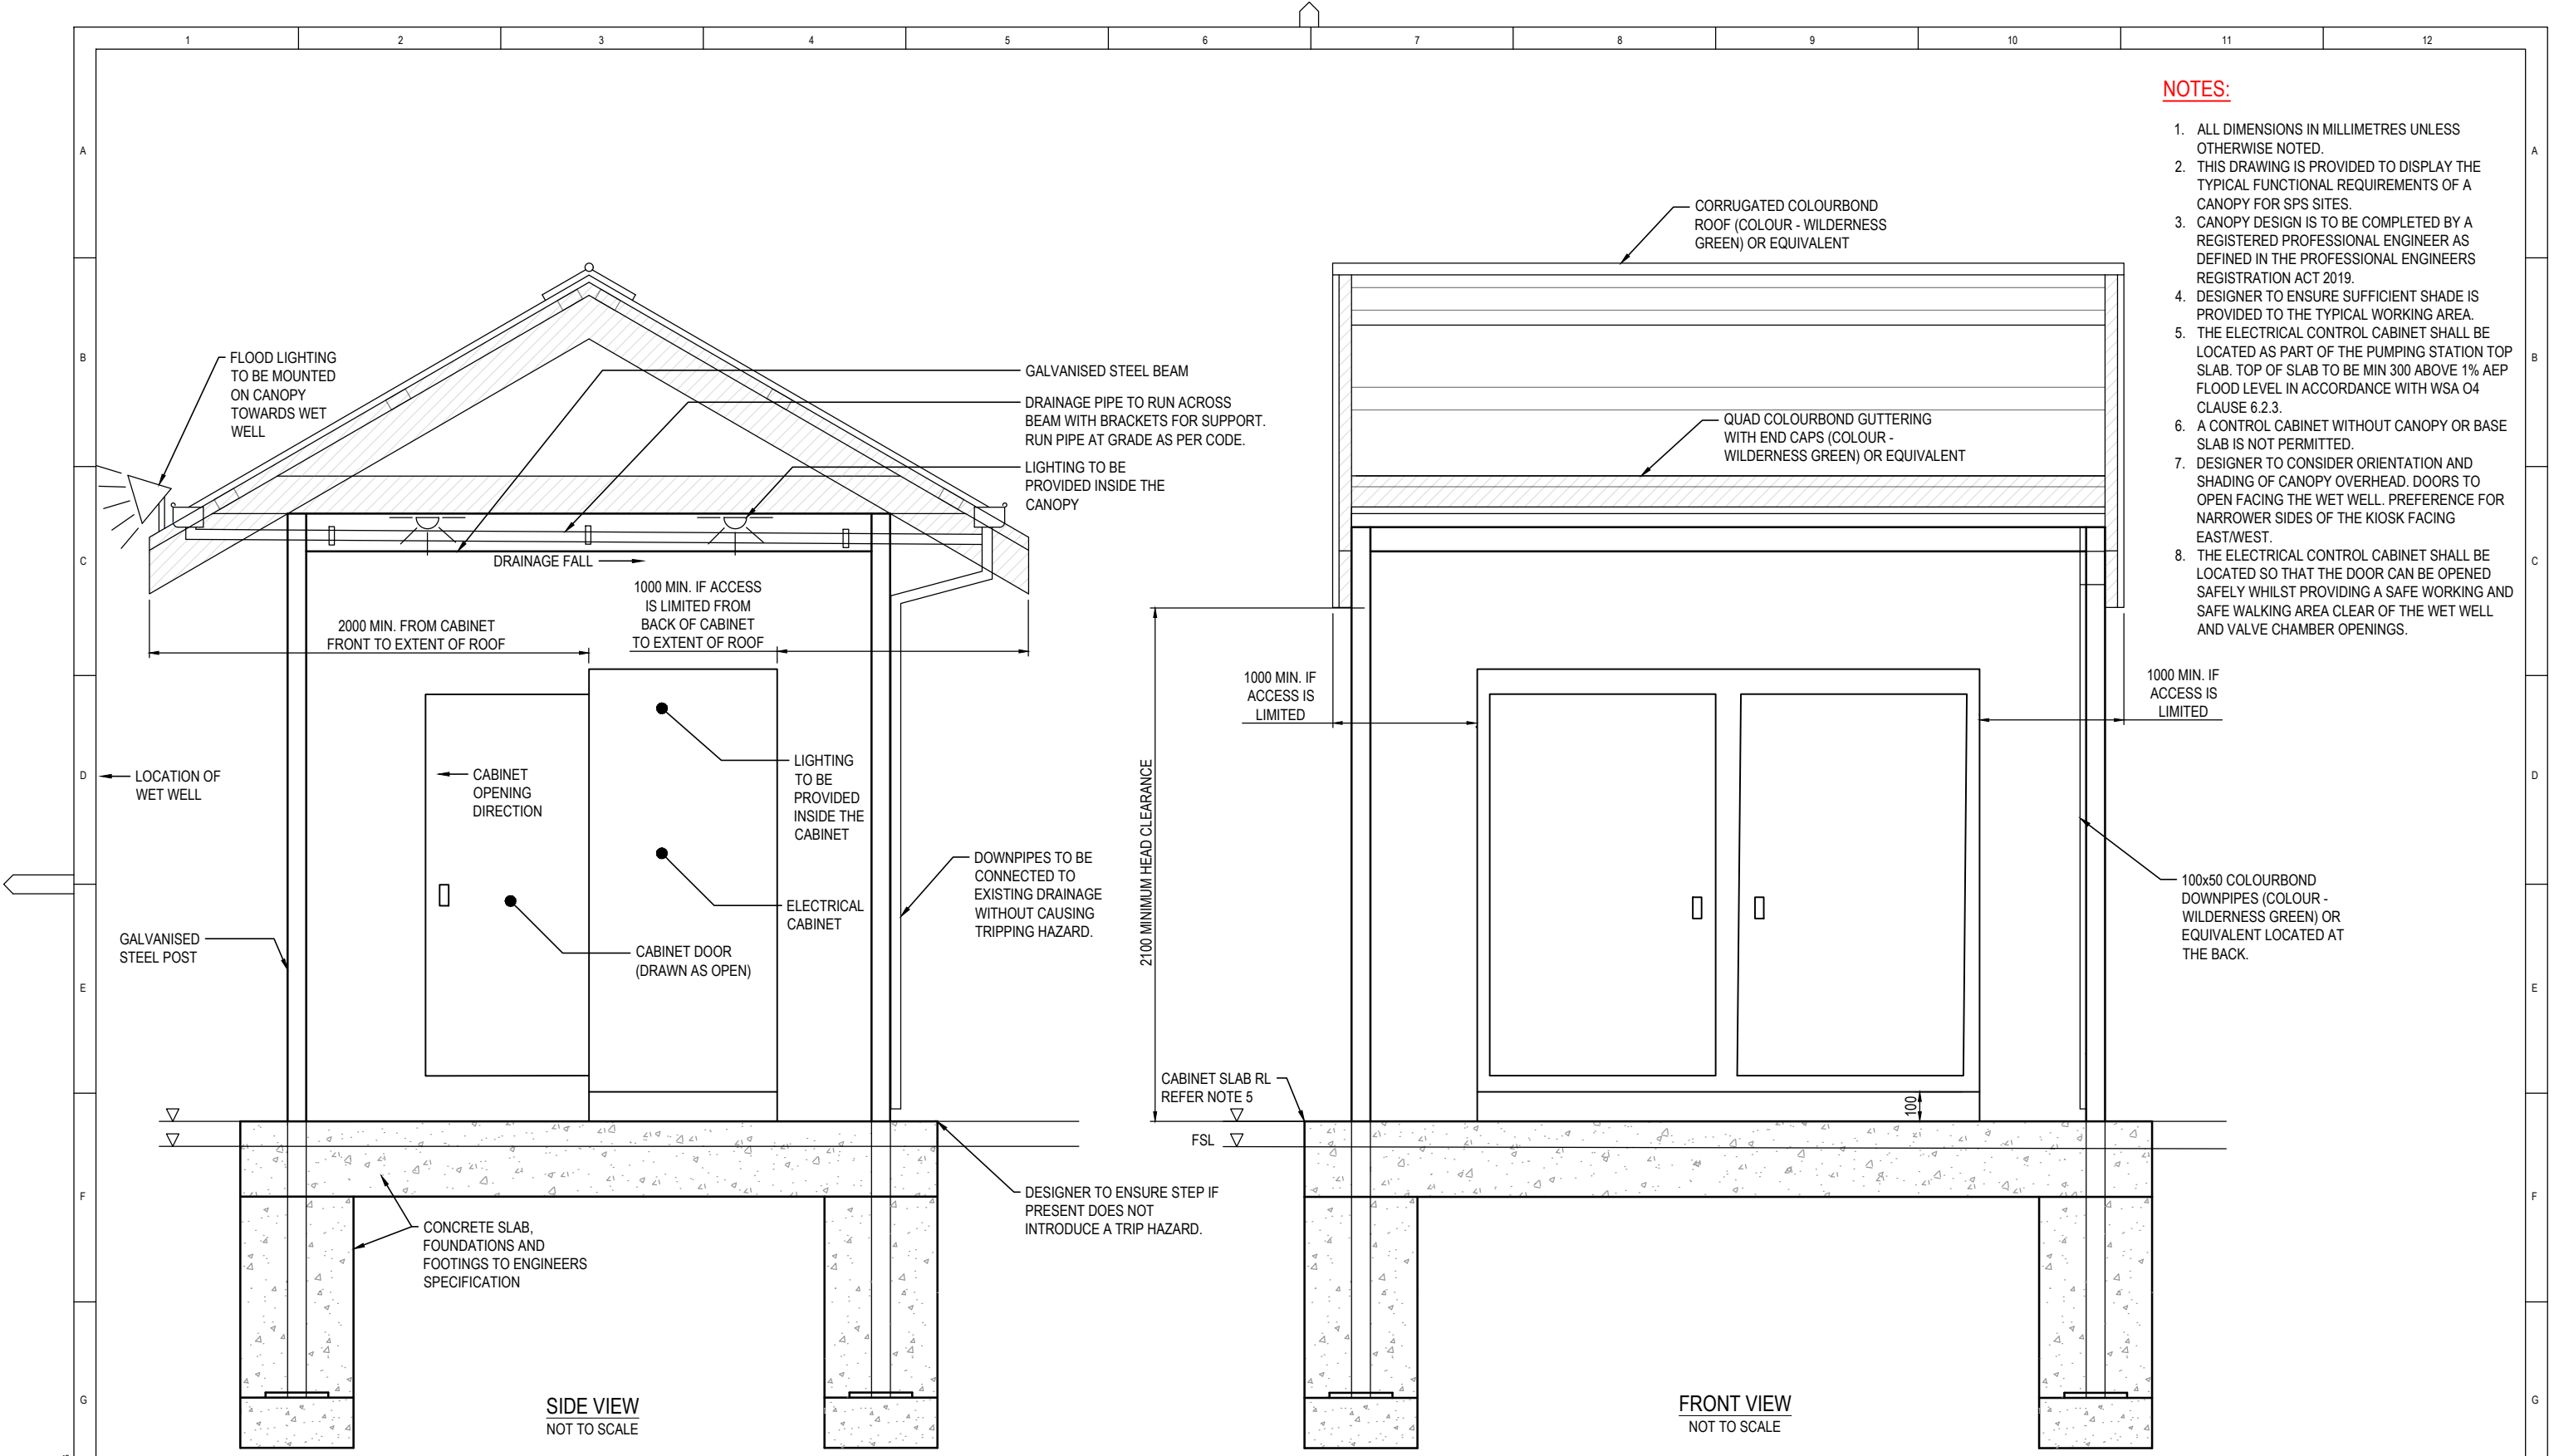 1 2 3 4 5 6 7 8 9 10 11 12
A
B
C
D
E
F
G
A
B
C
D
E
F
G
FLOOD LIGHTING
TO BE MOUNTED
ON CANOPY
TOWARDS WET
WELL
GALVANISED STEEL BEAM
DRAINAGE PIPE TO RUN ACROSS
BEAM WITH BRACKETS FOR SUPPORT.
RUN PIPE AT GRADE AS PER CODE.
LIGHTING TO BE
PROVIDED INSIDE THE
CANOPY
DRAINAGE FALL
2000 MIN. FROM CABINET
FRONT TO EXTENT OF ROOF
1000 MIN. IF ACCESS
IS LIMITED FROM
BACK OF CABINET
TO EXTENT OF ROOF
LOCATION OF
WET WELL
CABINET
OPENING
DIRECTION
LIGHTING
TO BE
PROVIDED
INSIDE THE
CABINET
ELECTRICAL
CABINET
CABINET DOOR
(DRAWN AS OPEN)
GALVANISED
STEEL POST
DOWNPIPES TO BE
CONNECTED TO
EXISTING DRAINAGE
WITHOUT CAUSING
TRIPPING HAZARD.
DESIGNER TO ENSURE STEP IF
PRESENT DOES NOT
INTRODUCE A TRIP HAZARD.
CONCRETE SLAB,
FOUNDATIONS AND
FOOTINGS TO ENGINEERS
SPECIFICATION
SIDE VIEW
NOT TO SCALE
CORRUGATED COLOURBOND
ROOF (COLOUR - WILDERNESS
GREEN) OR EQUIVALENT
QUAD COLOURBOND GUTTERING
WITH END CAPS (COLOUR -
WILDERNESS GREEN) OR EQUIVALENT
1000 MIN. IF
ACCESS IS
LIMITED
1000 MIN. IF
ACCESS IS
LIMITED
2100 MINIMUM HEAD CLEARANCE
100x50 COLOURBOND
DOWNPIPES (COLOUR -
WILDERNESS GREEN) OR
EQUIVALENT LOCATED AT
THE BACK.
CABINET SLAB RL
REFER NOTE 5
FSL
100
FRONT VIEW
NOT TO SCALE
NOTES:
1. ALL DIMENSIONS IN MILLIMETRES UNLESS
OTHERWISE NOTED.
2. THIS DRAWING IS PROVIDED TO DISPLAY THE
TYPICAL FUNCTIONAL REQUIREMENTS OF A
CANOPY FOR SPS SITES.
3. CANOPY DESIGN IS TO BE COMPLETED BY A
REGISTERED PROFESSIONAL ENGINEER AS
DEFINED IN THE PROFESSIONAL ENGINEERS
REGISTRATION ACT 2019.
4. DESIGNER TO ENSURE SUFFICIENT SHADE IS
PROVIDED TO THE TYPICAL WORKING AREA.
5. THE ELECTRICAL CONTROL CABINET SHALL BE
LOCATED AS PART OF THE PUMPING STATION TOP
SLAB. TOP OF SLAB TO BE MIN 300 ABOVE 1% AEP
FLOOD LEVEL IN ACCORDANCE WITH WSA O4
CLAUSE 6.2.3.
6. A CONTROL CABINET WITHOUT CANOPY OR BASE
SLAB IS NOT PERMITTED.
7. DESIGNER TO CONSIDER ORIENTATION AND
SHADING OF CANOPY OVERHEAD. DOORS TO
OPEN FACING THE WET WELL. PREFERENCE FOR
NARROWER SIDES OF THE KIOSK FACING
EAST/WEST.
8. THE ELECTRICAL CONTROL CABINET SHALL BE
LOCATED SO THAT THE DOOR CAN BE OPENED
SAFELY WHILST PROVIDING A SAFE WORKING AND
SAFE WALKING AREA CLEAR OF THE WET WELL
AND VALVE CHAMBER OPENINGS.